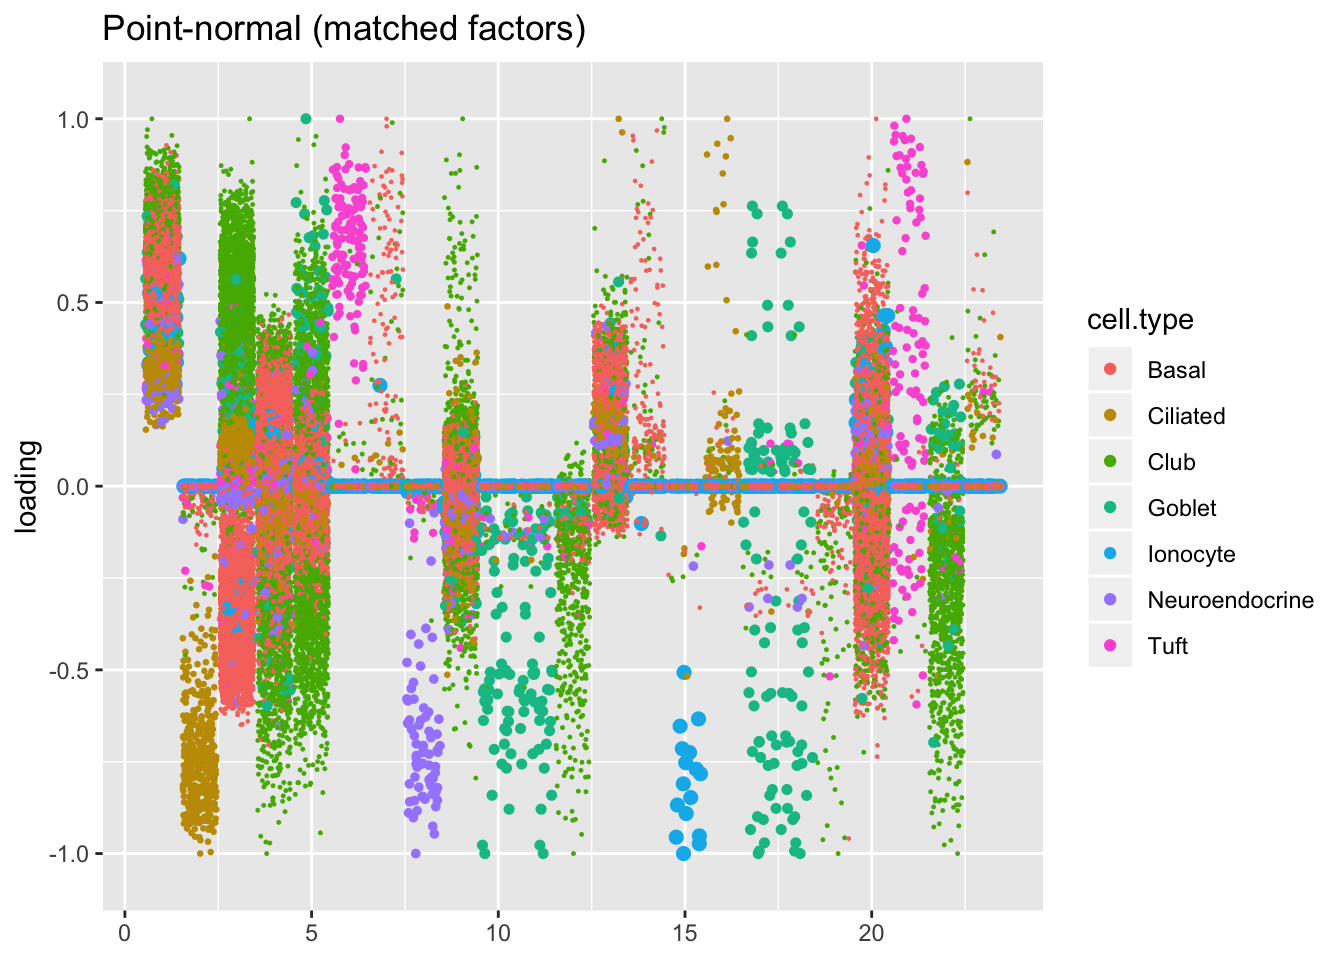 Point-normal (matched factors)
1.0
0.5
0.0
-0.5
-1.0
loading
0
5
10
15
20
cell.type
Basal
Ciliated
Club
Goblet
Ionocyte
Neuroendocrine
Tuft